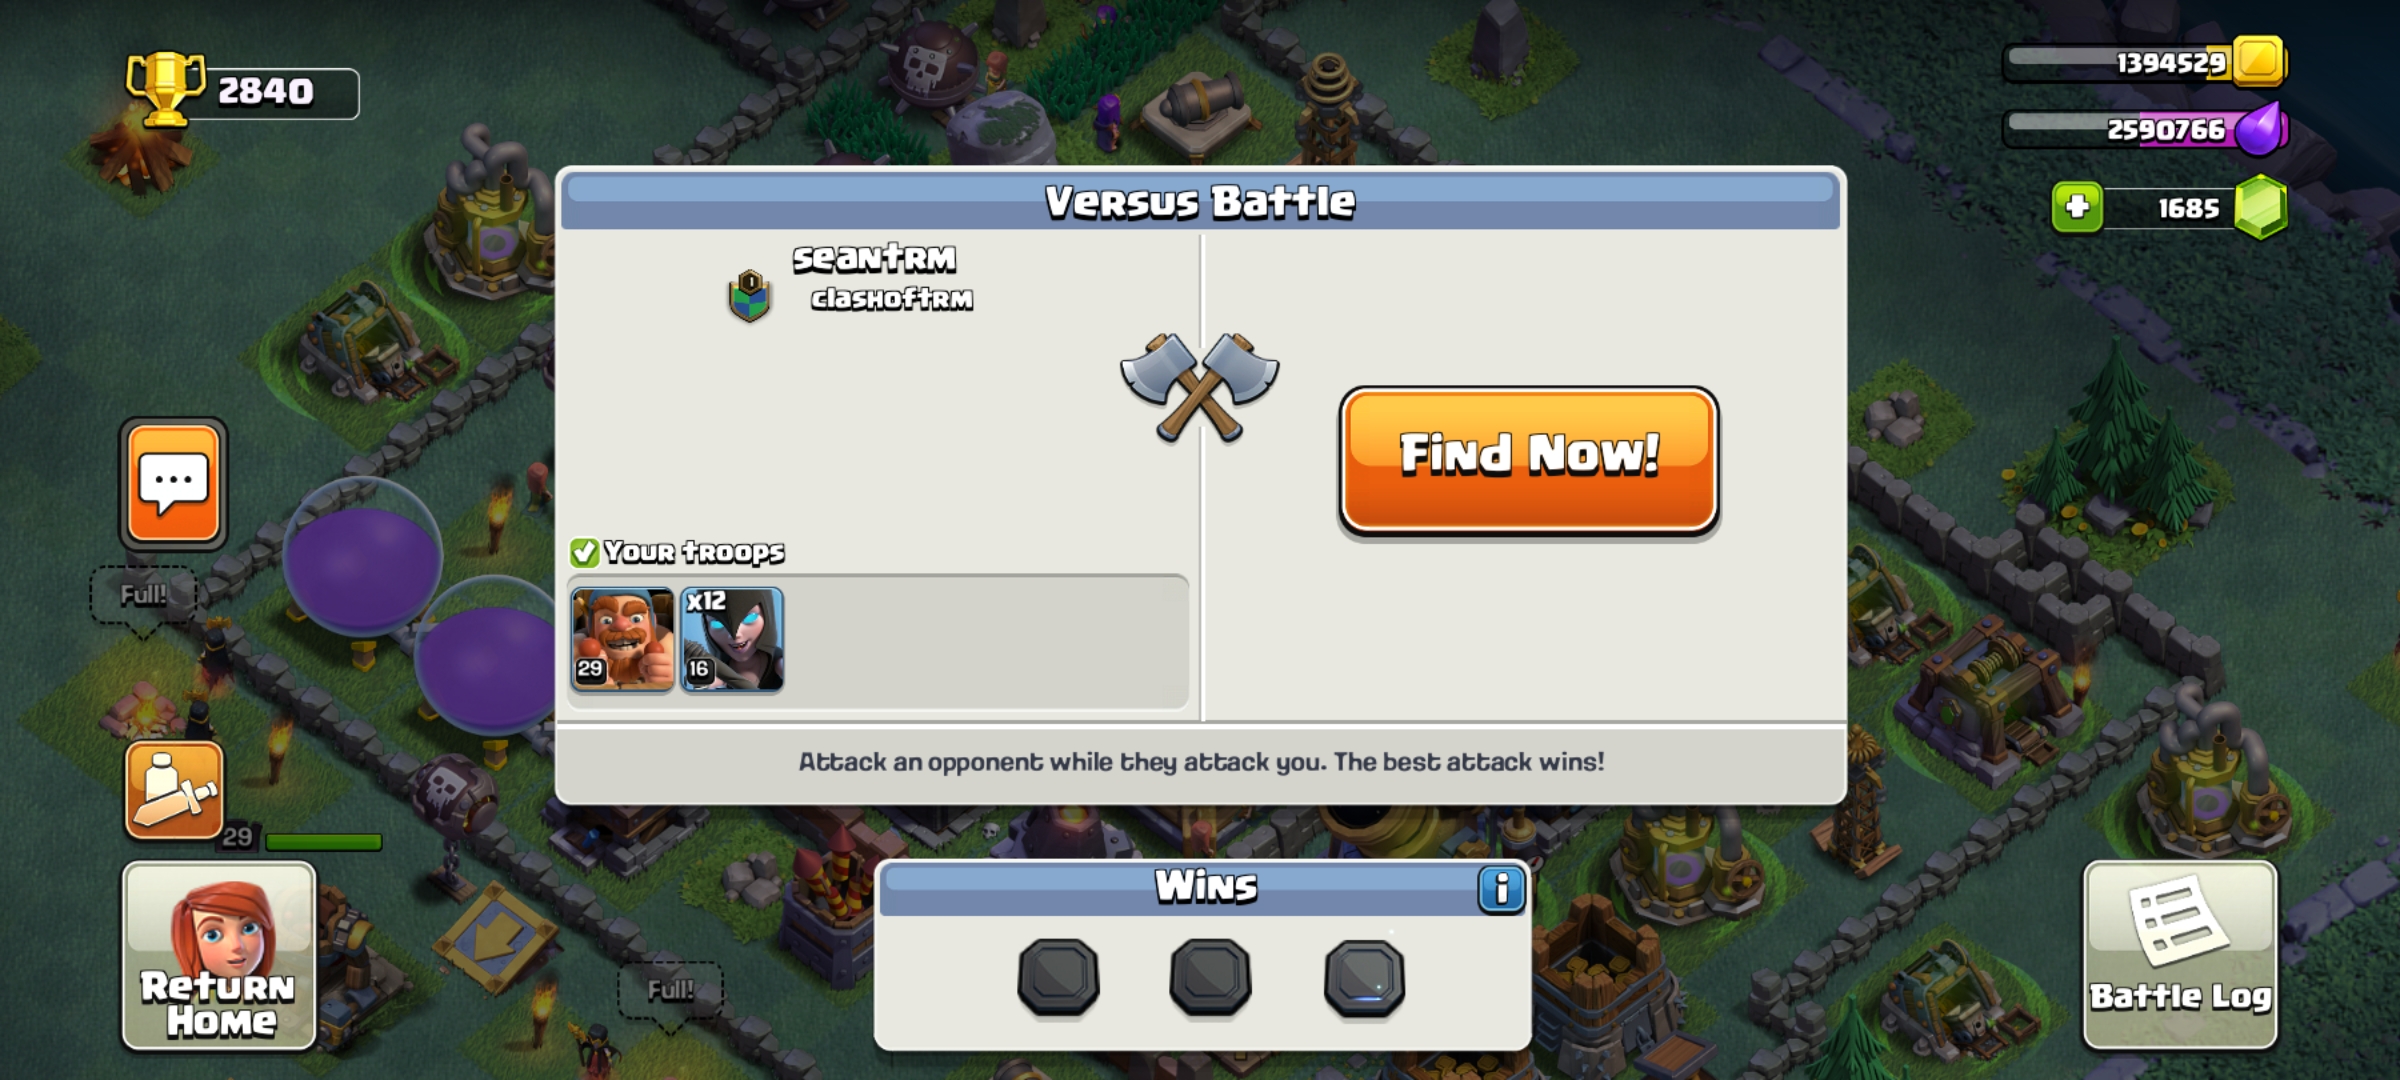 2840
1394529
2590766
1685
Versus Battle
seantrm
1
clashoftrm
Find Now!
Full!
Your troops
x12
29
16
Attack an opponent while they attack you. The best attack wins!
29
Wins
i
Return
Home
Full!
Battle Log